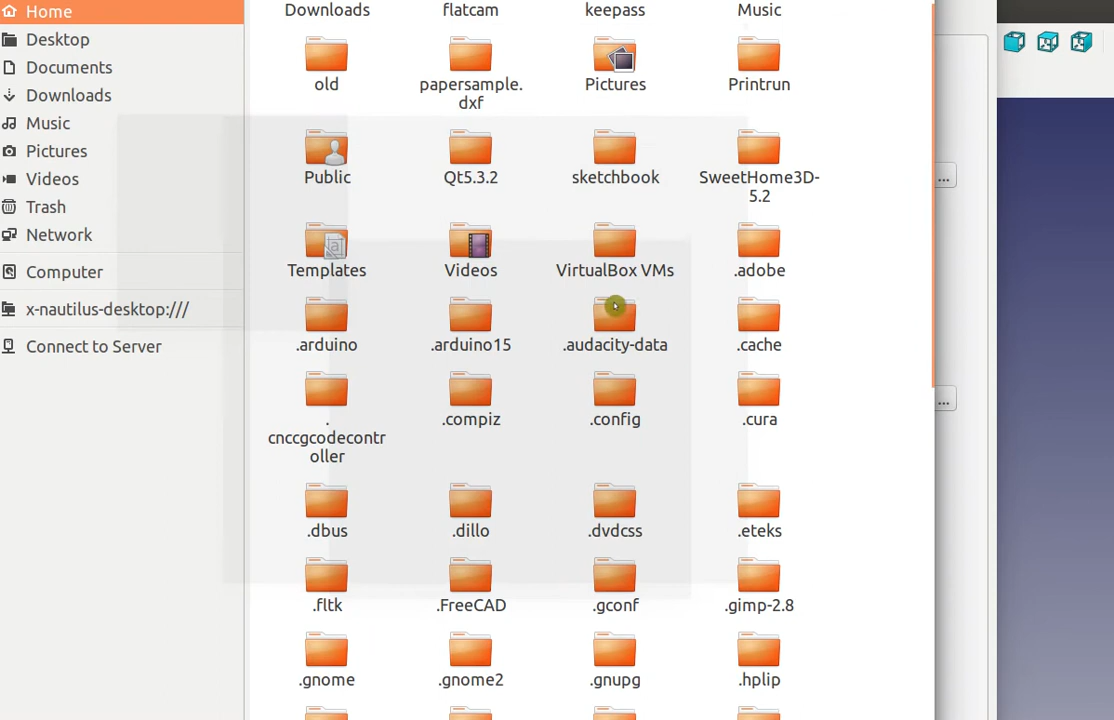 Home
Desktop
Documents
Downloads
Music
Pictures
Videos
Trash
Network
Computer
x-nautilus-desktop:///
Connect to Server
Downloads flatcam keepass Music
old papersample. Pictures Printrun
dxf
Public Qt5.3.2 sketchbook SweetHome3D-
5.2
Templates Videos VirtualBox VMs .adobe
.arduino .arduino15 .audacity-data .cache
. .compiz .config .cura
cnccgcodecontr
oller
.dbus .dillo .dvdcss .eteks
.fltk .FreeCAD .gconf .gimp-2.8
.gnome .gnome2 .gnupg .hplip
...
...